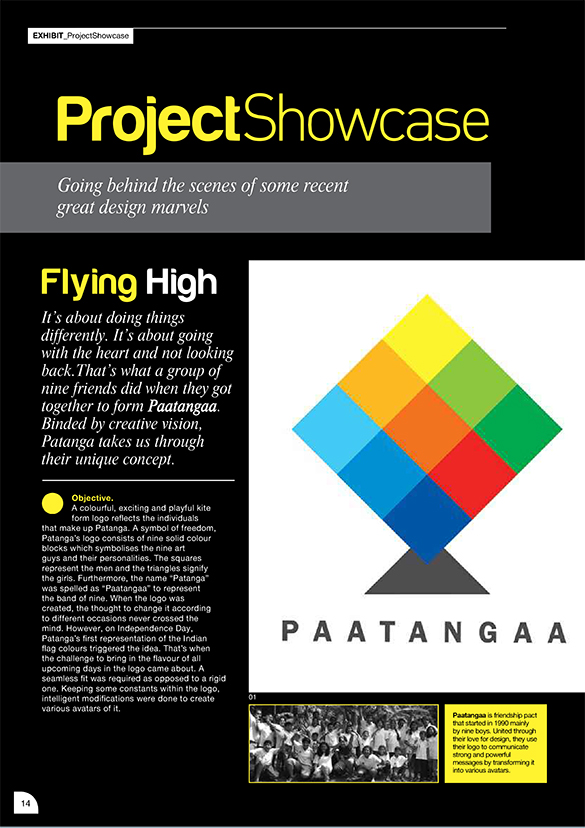 EXHIBIT_ProjectShowcase
ProjectShowcase
Going behind the scenes of some recent
great design marvels
Flying High
It's about doing things
differently. It's about going
with the heart and not looking
back.That's what a group of
nine friends did when they got
together to form Paatangaa.
Binded by creative vision,
Patanga takes us through
their unique concept.
Objective.
A colourful, exciting and playful kite
form logo reflects the individuals
that make up Patanga. A symbol of freedom,
Patanga's logo consists of nine solid colour
blocks which symbolises the nine art
guys and their personalities. The squares
represent the men and the triangles signify
the girls. Furthermore, the name “Patanga”
was spelled as “Paatangaa” to represent
the band of nine. When the logo was
created, the thought to change it according
to different occasions never crossed the
mind. However, on Independence Day,
Patanga's first representation of the Indian
flag colours triggered the idea. That's when
the challenge to bring in the flavour of all
upcoming days in the logo came about. A
seamless fit was required as opposed to a rigid
one. Keeping some constants within the logo,
intelligent modifications were done to create
various avatars of it.
PAATANGAA
01
Paatangaa is friendship pact
that started in 1990 mainly
by nine boys. United through
their love for design, they use
their logo to communicate
strong and powerful
messages by transforming it
into various avatars.
14